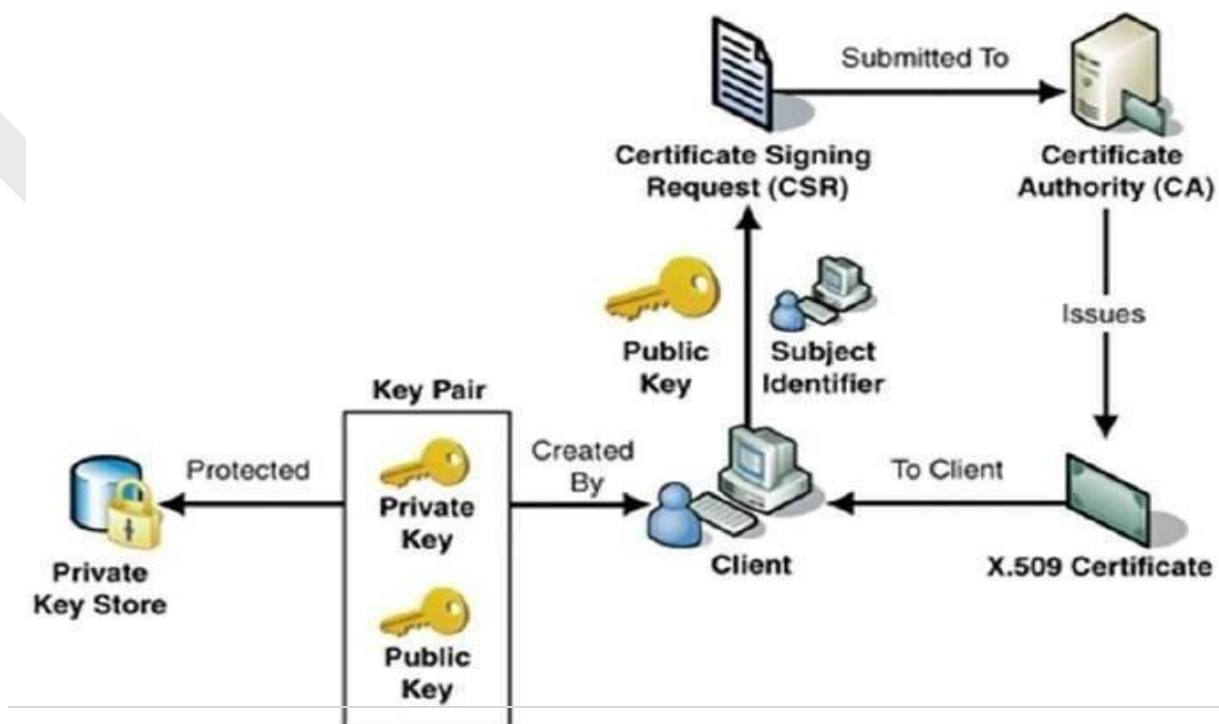 Submitted To
Certificate Signing
Request (CSR)
Certificate
Authority (CA)
Public
Key
Subject
Identifier
Issues
Key Pair
Protected
Private
Key
Created
By
To Client
Client
X.509 Certificate
Private
Key Store
Public
Key